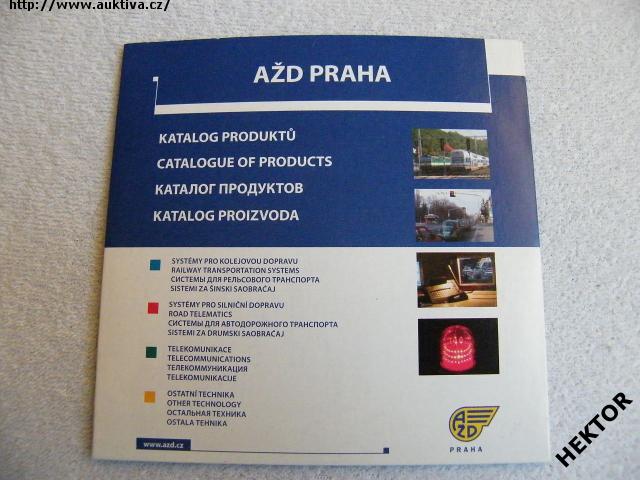 http://www.auktiva.cz/
AŽD PRAHA
KATALOG PRODUKTŮ
CATALOGUE OF PRODUCTS
КАТАЛОГ ПРОДУКТОВ
KATALOG PROIZVODA
SYSTÉMY PRO KOLEJOVOU DOPRAVU
RAILWAY TRANSPORTATION SYSTEMS
СИСТЕМЫ ДЛЯ РЕЛЬСОВОГО ТРАНСПОРТА
SISTEMI ZA ŠINSKI SAOBRAĆAJ
SYSTÉMY PRO SILNIČNÍ DOPRAVU
ROAD TELEMATICS
СИСТЕМЫ ДЛЯ АВТОДОРОЖНОГО ТРАНСПОРТА
SISTEMI ZA DRUMSKI SAOBRAĆAJ
TELEKOMUNIKACE
TELECOMMUNICATIONS
ТЕЛЕКОММУНИКАЦИЯ
TELEKOMUNIKACIJE
OSTATNÍ TECHNIKA
OTHER TECHNOLOGY
ОСТАЛЬНАЯ ТЕХНИКА
OSTALA TEHNIKA
www.azd.cz
AŽD
PRAHA
HEKTOR